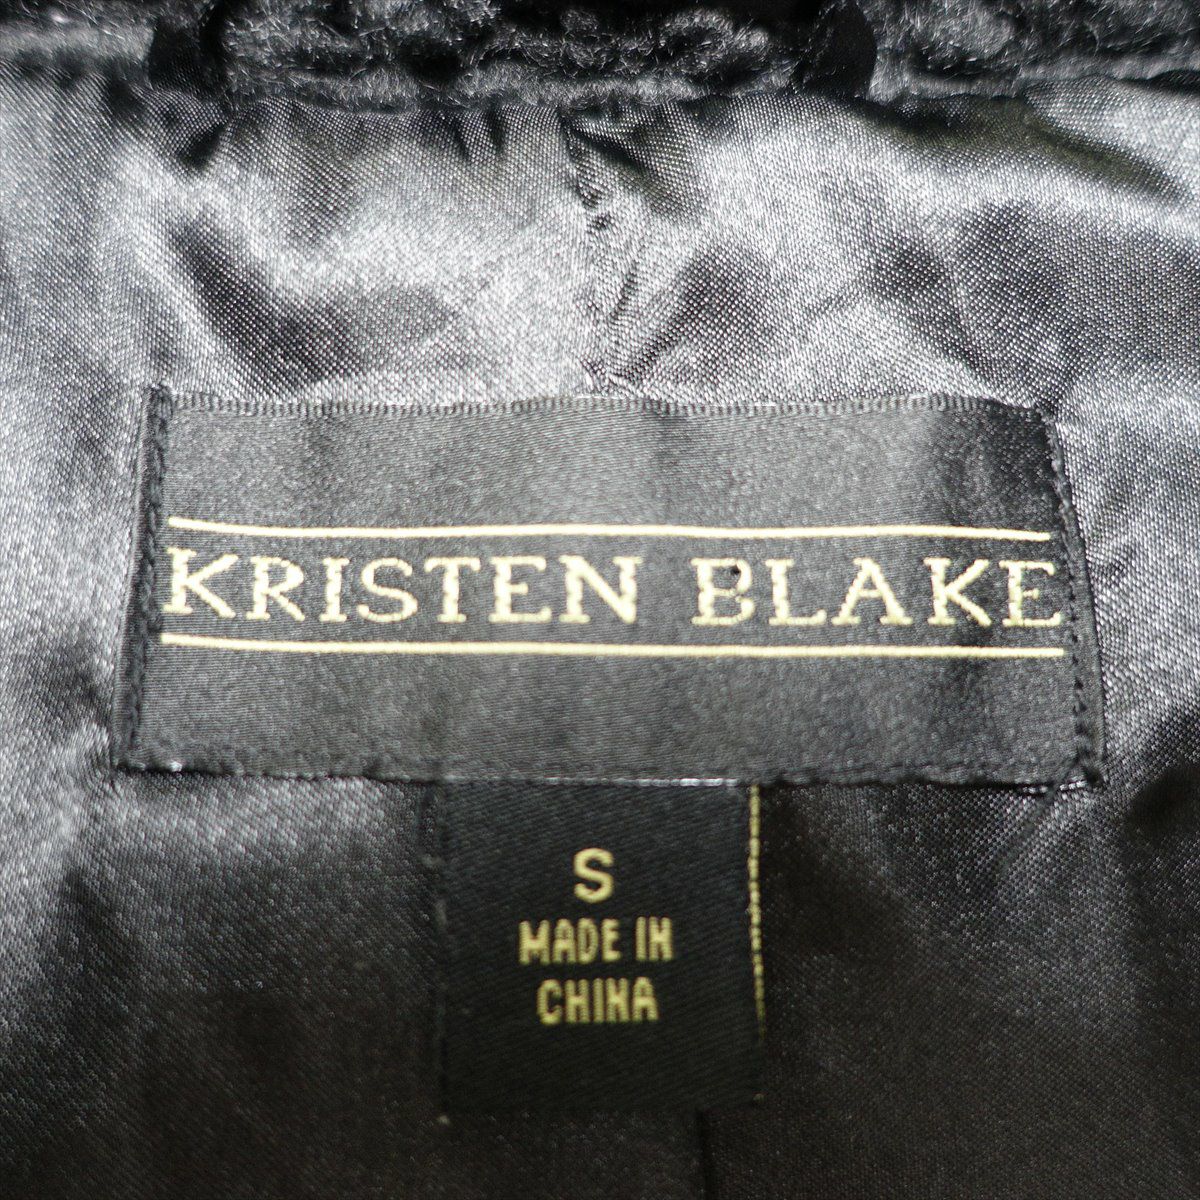 KRISTEN BLAKE
S
MADE IN
CHINA